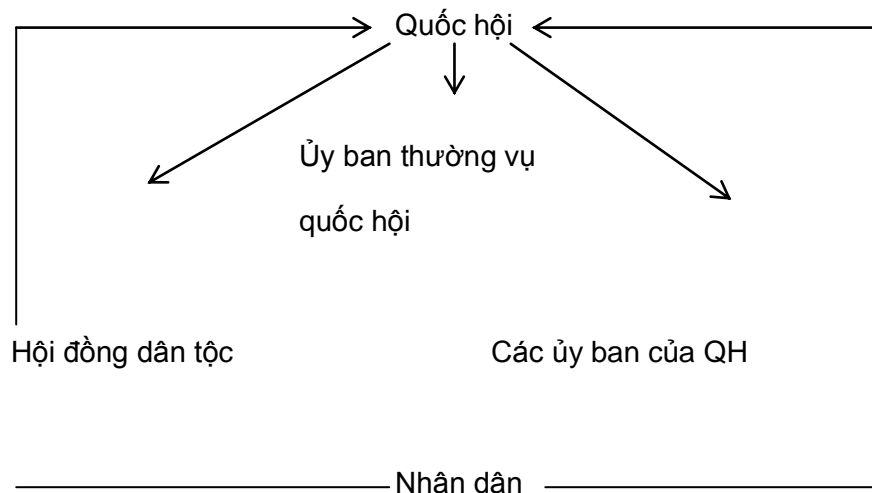 Quốc hội
Ủy ban thường vụ
quốc hội
Hội đồng dân tộc
Các ủy ban của QH
Nhân dân